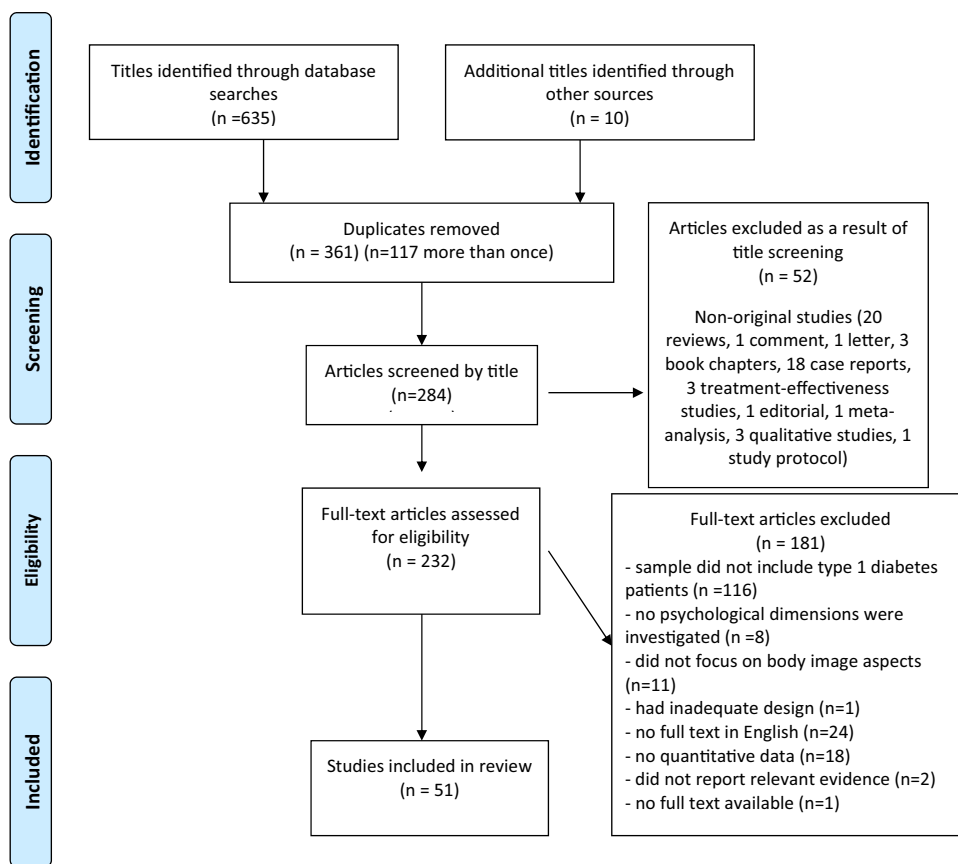 Identification
Titles identified through database
searches
(n =635)
Additional titles identified through
other sources
(n = 10)
Duplicates removed
(n = 361) (n=117 more than once)
Screening
Articles screened by title
(n=284)
Articles excluded as a result of
title screening
(n = 52)
Non-original studies (20
reviews, 1 comment, 1 letter, 3
book chapters, 18 case reports,
3 treatment-effectiveness
studies, 1 editorial, 1 meta-
analysis, 3 qualitative studies, 1
study protocol)
Eligibility
Full-text articles assessed
for eligibility
(n = 232)
Full-text articles excluded
(n = 181)
- sample did not include type 1 diabetes
patients (n =116)
- no psychological dimensions were
investigated (n =8)
- did not focus on body image aspects
(n=11)
- had inadequate design (n=1)
- no full text in English (n=24)
- no quantitative data (n=18)
- did not report relevant evidence (n=2)
- no full text available (n=1)
Included
Studies included in review
(n = 51)